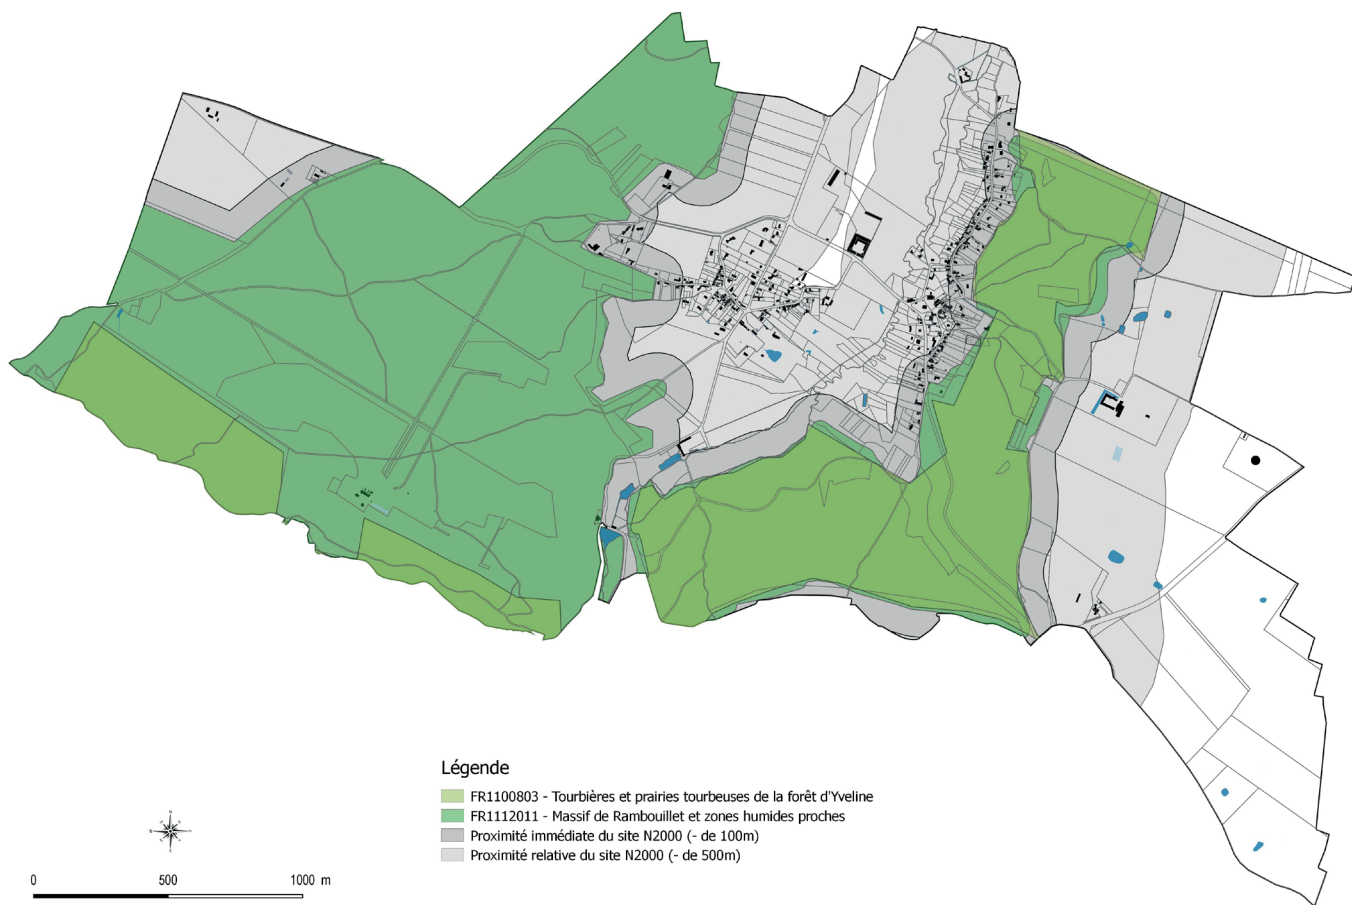 Légende
FR1100803 - Tourbières et prairies tourbeuses de la forêt d'Yveline
FR1112011 - Massif de Rambouillet et zones humides proches
Proximité immédiate du site N2000 (- de 100m)
Proximité relative du site N2000 (- de 500m)
0 500 1000 m